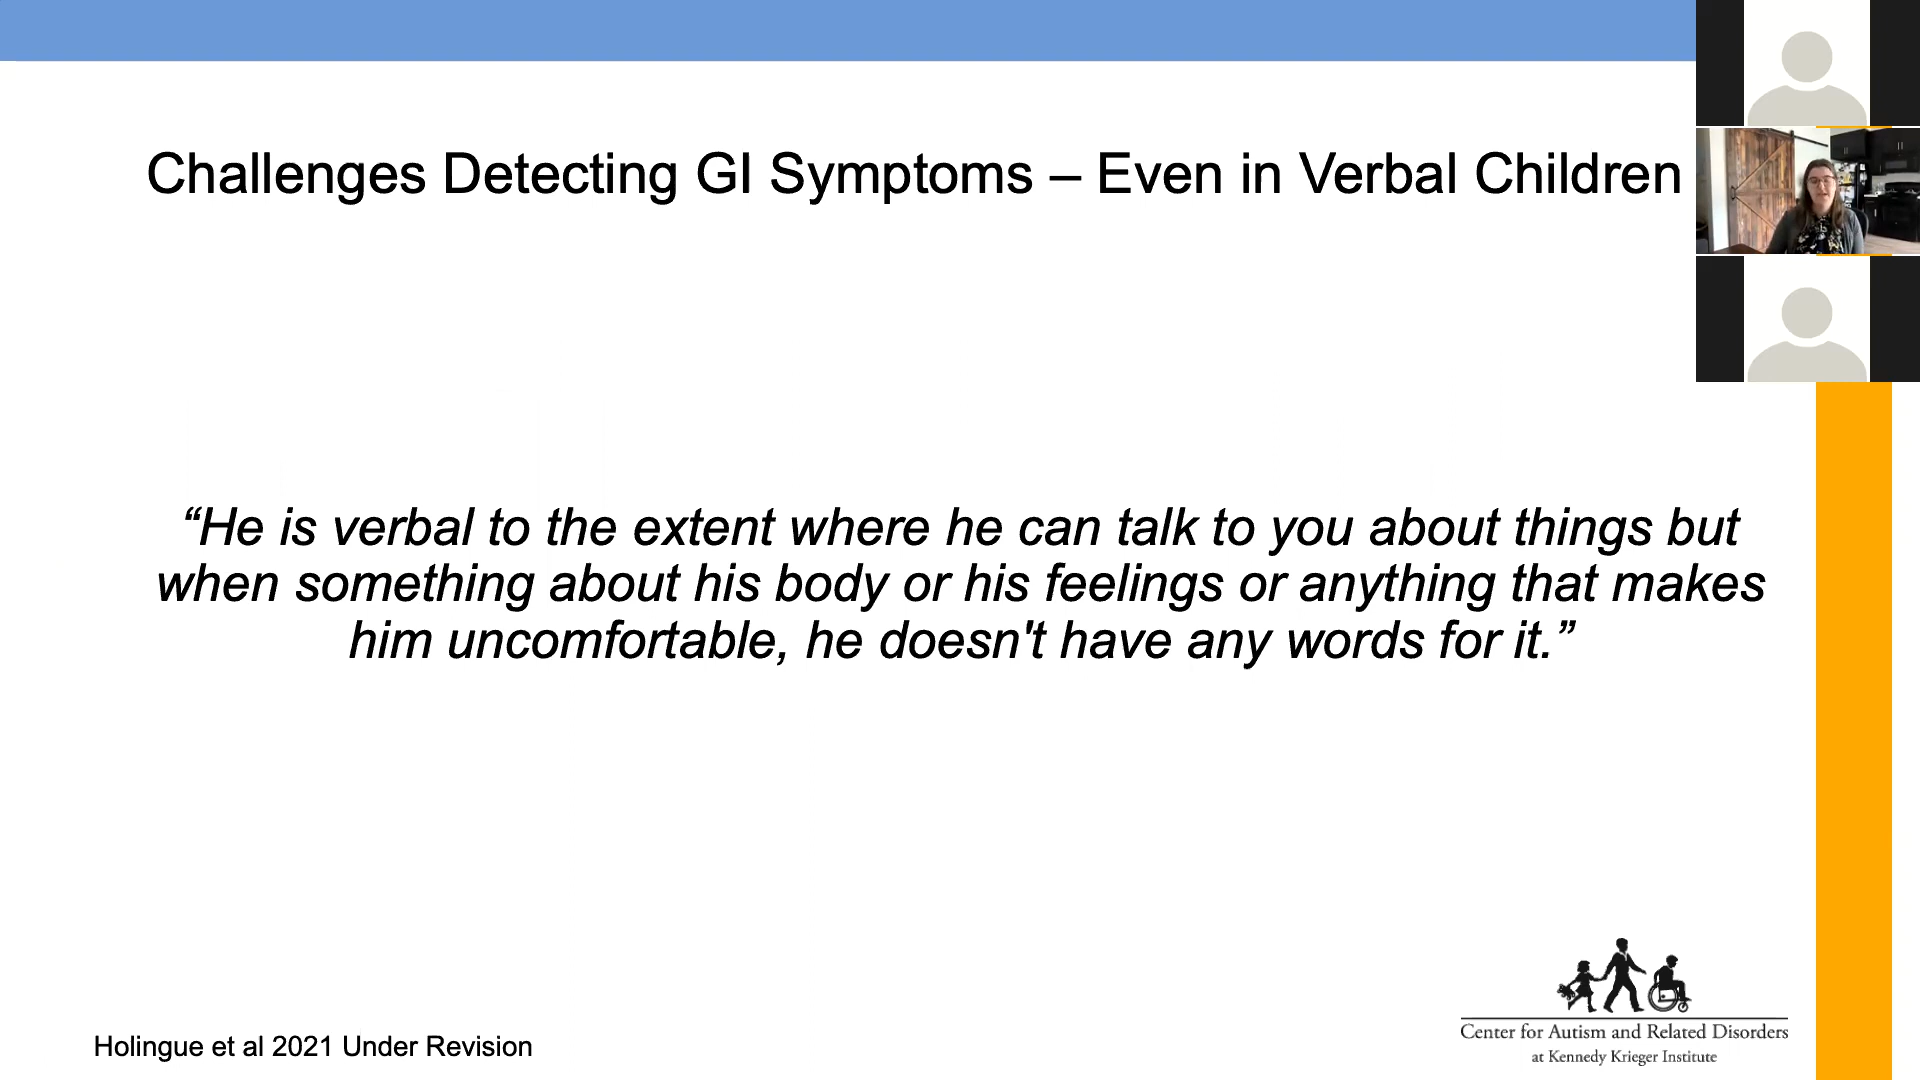 Challenges Detecting GI Symptoms – Even in Verbal Children
“He is verbal to the extent where he can talk to you about things but
when something about his body or his feelings or anything that makes
him uncomfortable, he doesn't have any words for it.”
Holingue et al 2021 Under Revision
Center for Autism and Related Disorders
at Kennedy Krieger Institute